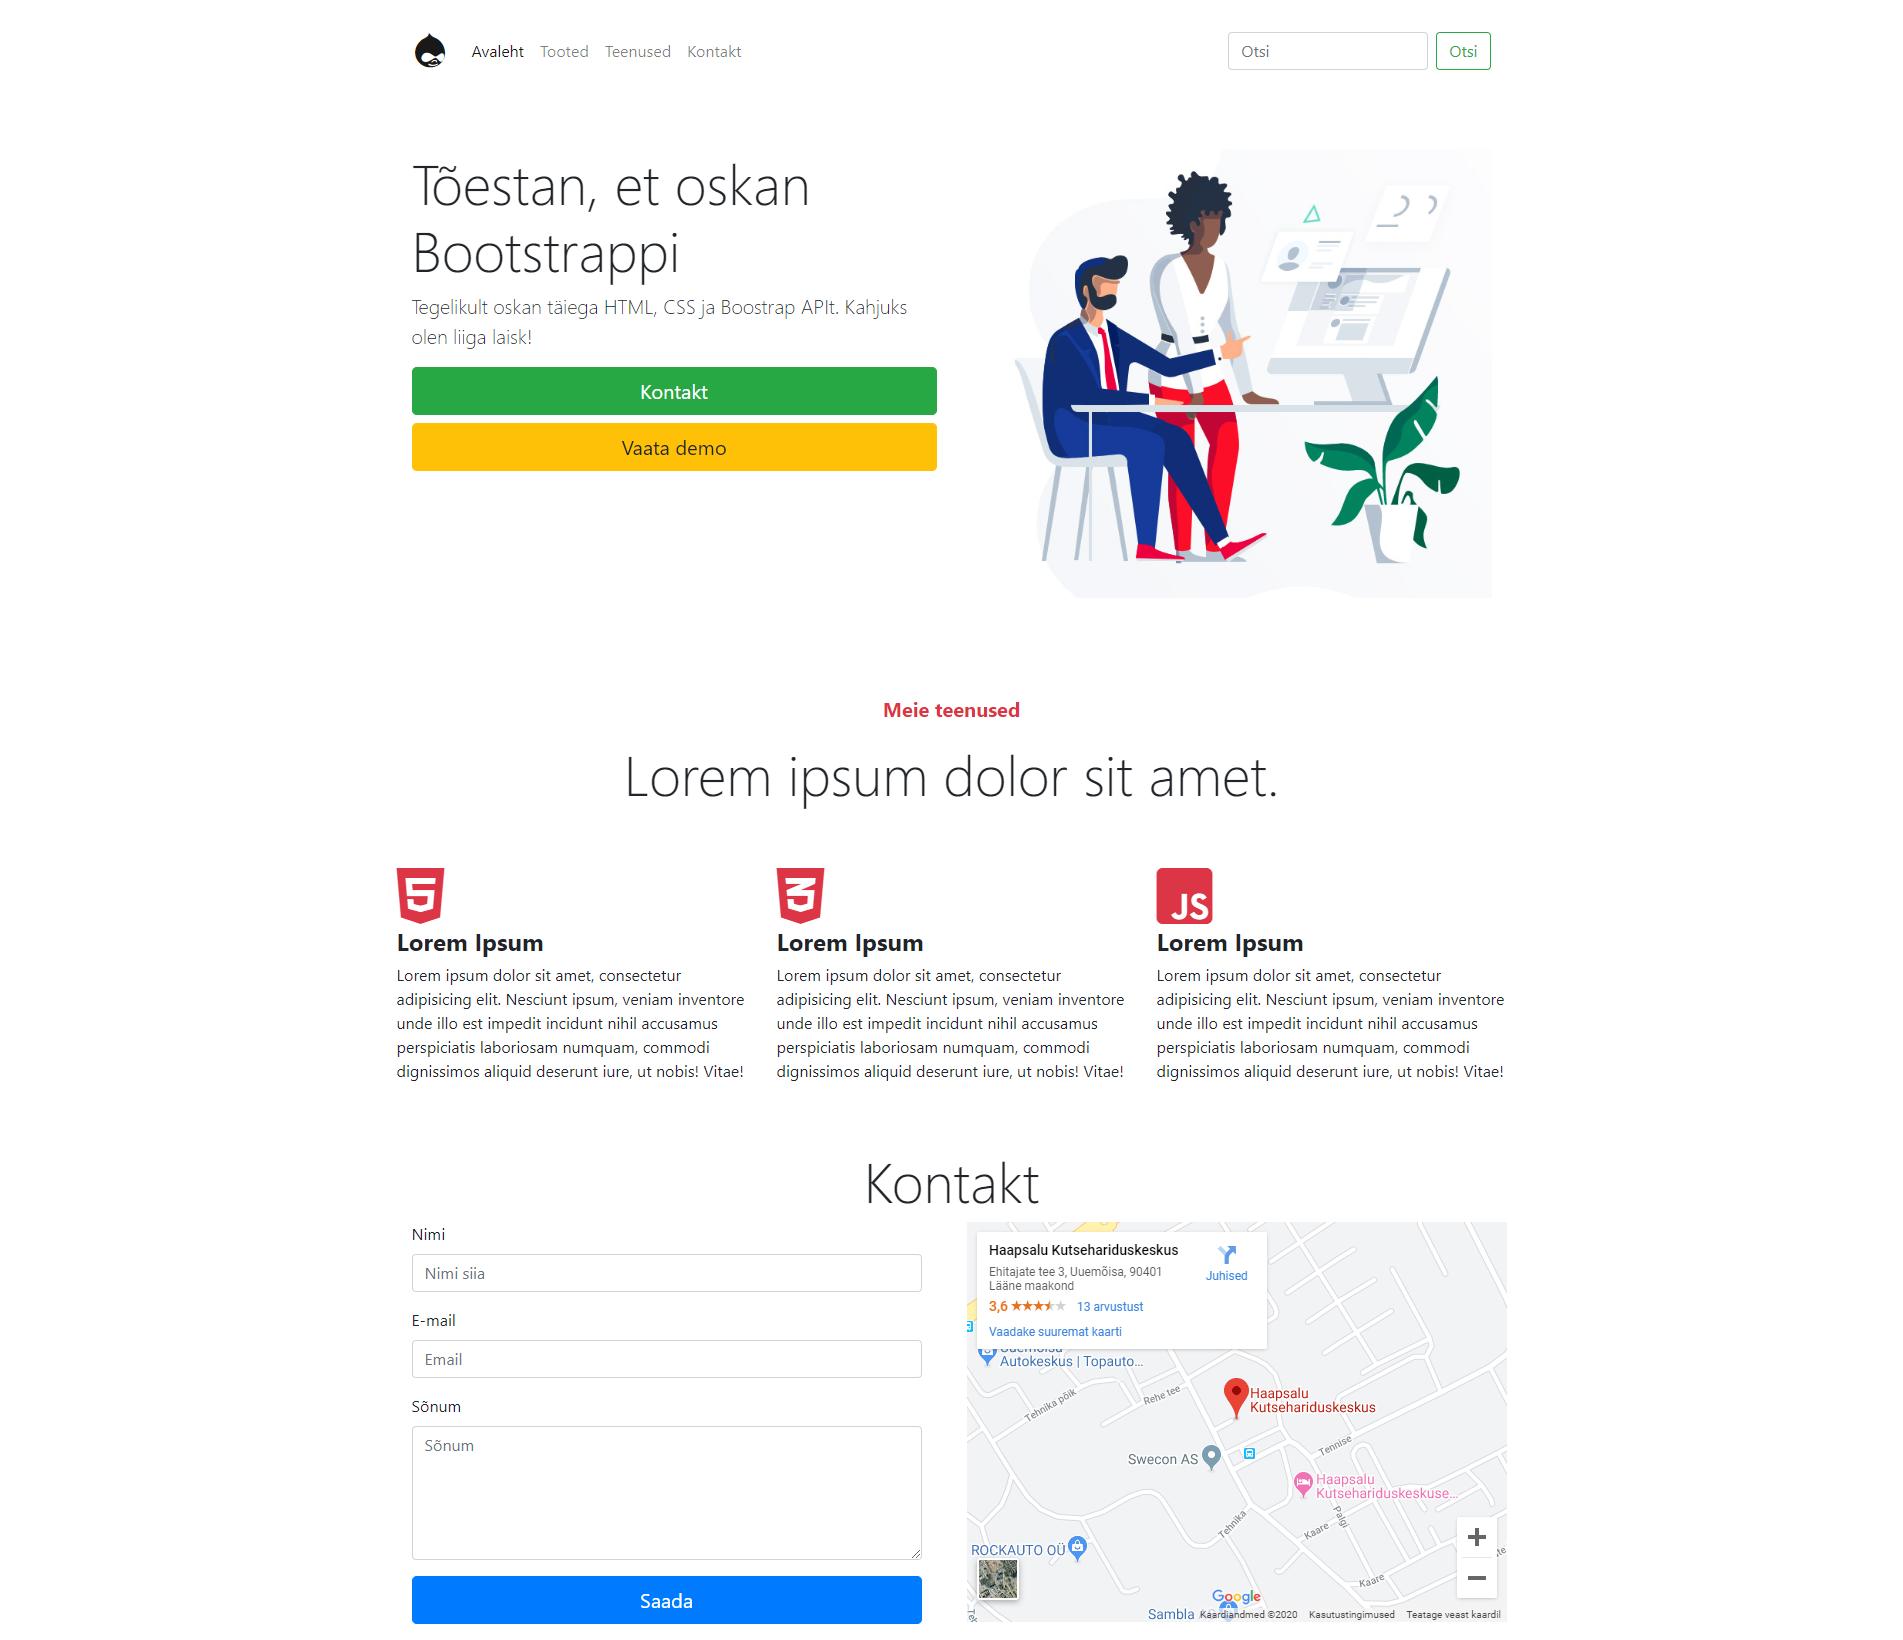 Avaleht Tooted Teenused Kontakt
Otsi Otsi
Tõestan, et oskan
Bootstrappi
Tegelikult oskan täiega HTML, CSS ja Boostrap APIt. Kahjuks
olen liiga laisk!
Kontakt
Vaata demo
Meie teenused
Lorem ipsum dolor sit amet.
5
Lorem Ipsum
Lorem ipsum dolor sit amet, consectetur
adipisicing elit. Nesciunt ipsum, veniam inventore
unde illo est impedit incidunt nihil accusamus
perspiciatis laboriosam numquam, commodi
dignissimos aliquid deserunt iure, ut nobis! Vitae!
3
Lorem Ipsum
Lorem ipsum dolor sit amet, consectetur
adipisicing elit. Nesciunt ipsum, veniam inventore
unde illo est impedit incidunt nihil accusamus
perspiciatis laboriosam numquam, commodi
dignissimos aliquid deserunt iure, ut nobis! Vitae!
JS
Lorem Ipsum
Lorem ipsum dolor sit amet, consectetur
adipisicing elit. Nesciunt ipsum, veniam inventore
unde illo est impedit incidunt nihil accusamus
perspiciatis laboriosam numquam, commodi
dignissimos aliquid deserunt iure, ut nobis! Vitae!
Kontakt
Nimi
Nimi siia
E-mail
Email
Sõnum
Sõnum
Saada
Haapsalu Kutsehariduskeskus
Ehitajate tee 3, Uuemõisa, 90401
Lääne maakond
Juhised
3,6 13 arvustust
Vaadake suuremat kaarti
Autokeskus | Topauto...
Tehnika põik
Rehe tee
Haapsalu
Kutsehariduskeskus
Tennise
Swecon AS
Haapsalu
Kutsehariduskeskuse...
Palgi
Tehnika
Kaare
ROCKAUTO OÜ
Kaare
Google
Sambla
Kaardiandmed ©2020 Kasutustingimused Teatage veast kaardil